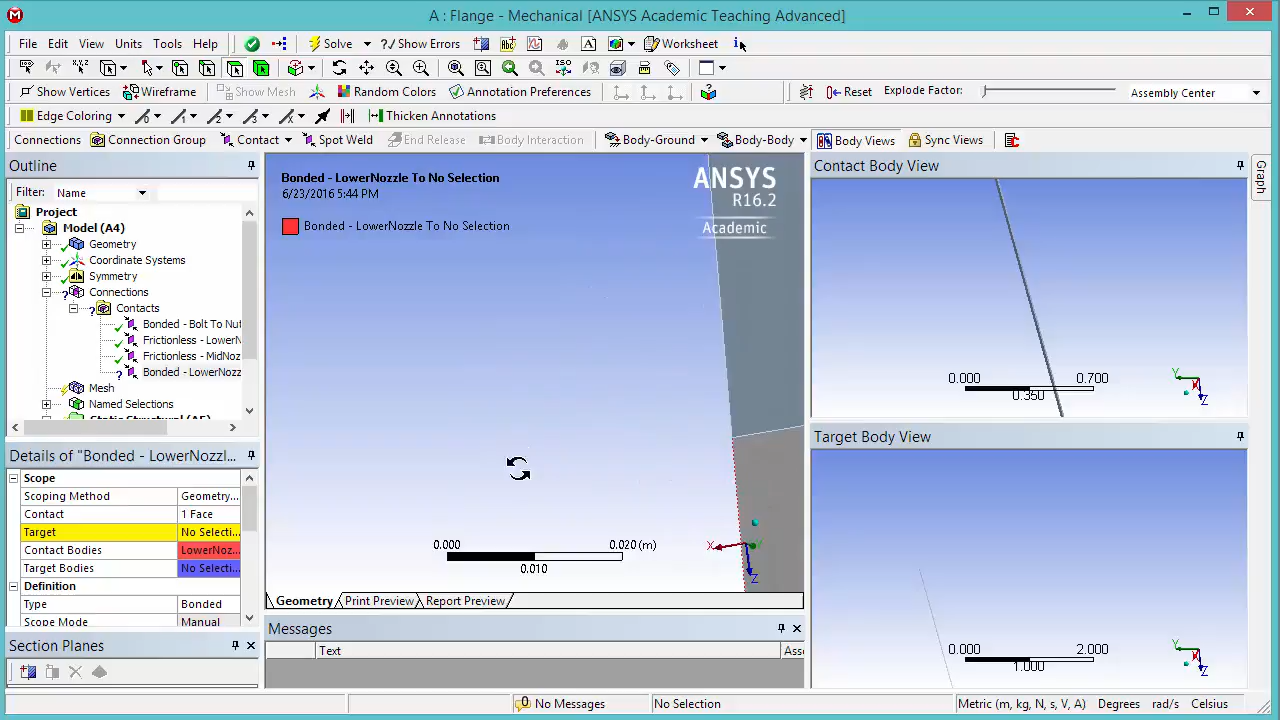 A : Flange - Mechanical [ANSYS Academic Teaching Advanced]
File Edit View Units Tools Help Solve ?/ Show Errors Worksheet
Show Vertices Wireframe Show Mesh Random Colors Annotation Preferences Reset Explode Factor: Assembly Center
Edge Coloring Thicken Annotations
Connections Connection Group Contact Spot Weld End Release Body Interaction Body-Ground Body-Body Body Views Sync Views
Outline
Filter: Name
Project
Model (A4)
Geometry
Coordinate Systems
Symmetry
Connections
Contacts
Bonded - Bolt To Nut
Frictionless - LowerN
Frictionless - MidNoz
Bonded - LowerNozz
Mesh
Named Selections
Static Structural (A5)
Details of "Bonded - LowerNozzl...
Scope
Scoping Method Geometry...
Contact 1 Face
Target No Selecti...
Contact Bodies LowerNoz...
Target Bodies No Selecti...
Definition
Type Bonded
Scope Mode Manual
Section Planes
Bonded - LowerNozzle To No Selection
6/23/2016 5:44 PM
Bonded - LowerNozzle To No Selection
ANSYS
R16.2
Academic
0.000 0.020 (m)
0.010
X Y
Z
Geometry Print Preview Report Preview
Messages
Text Asso
Contact Body View
0.000 0.700
0.350
Y X
Z
Target Body View
0.000 2.000
1.000
Y X
Z
Graph
0 No Messages No Selection Metric (m, kg, N, s, V, A) Degrees rad/s Celsius